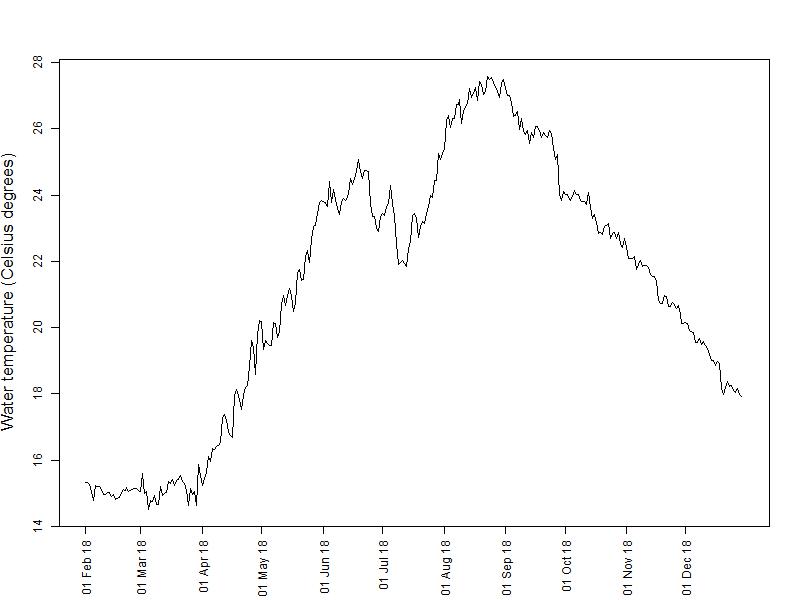 Water temperature (Celsius degrees)
28
26
24
22
20
18
16
14
01 Feb 18
01 Mar 18
01 Apr 18
01 May 18
01 Jun 18
01 Jul 18
01 Aug 18
01 Sep 18
01 Oct 18
01 Nov 18
01 Dec 18